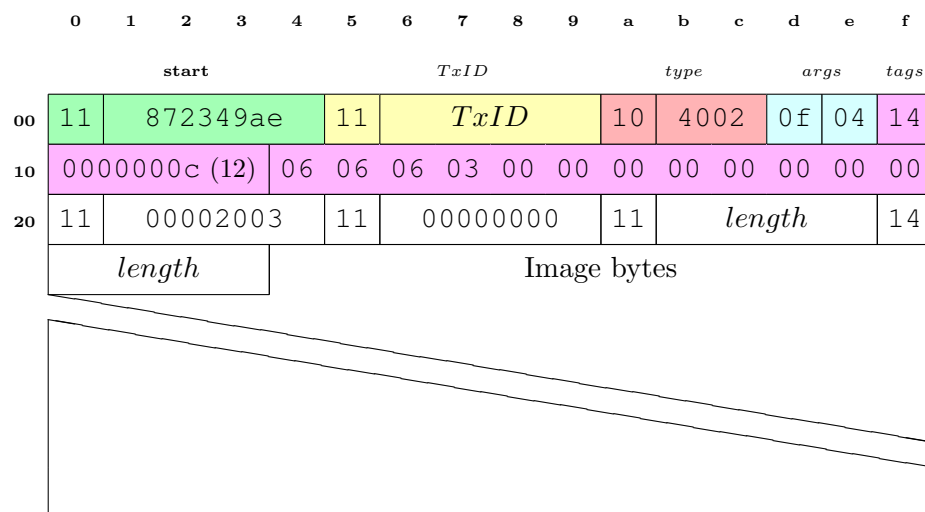 0 1 2 3 4 5 6 7 8 9 a b c d e f
start TxID type args tags
00 11 872349ae 11 TxID 10 4002 0f 04 14
10 0000000c (12) 06 06 06 03 00 00 00 00 00 00 00 00
20 11 00002003 11 00000000 11 length 14
length Image bytes